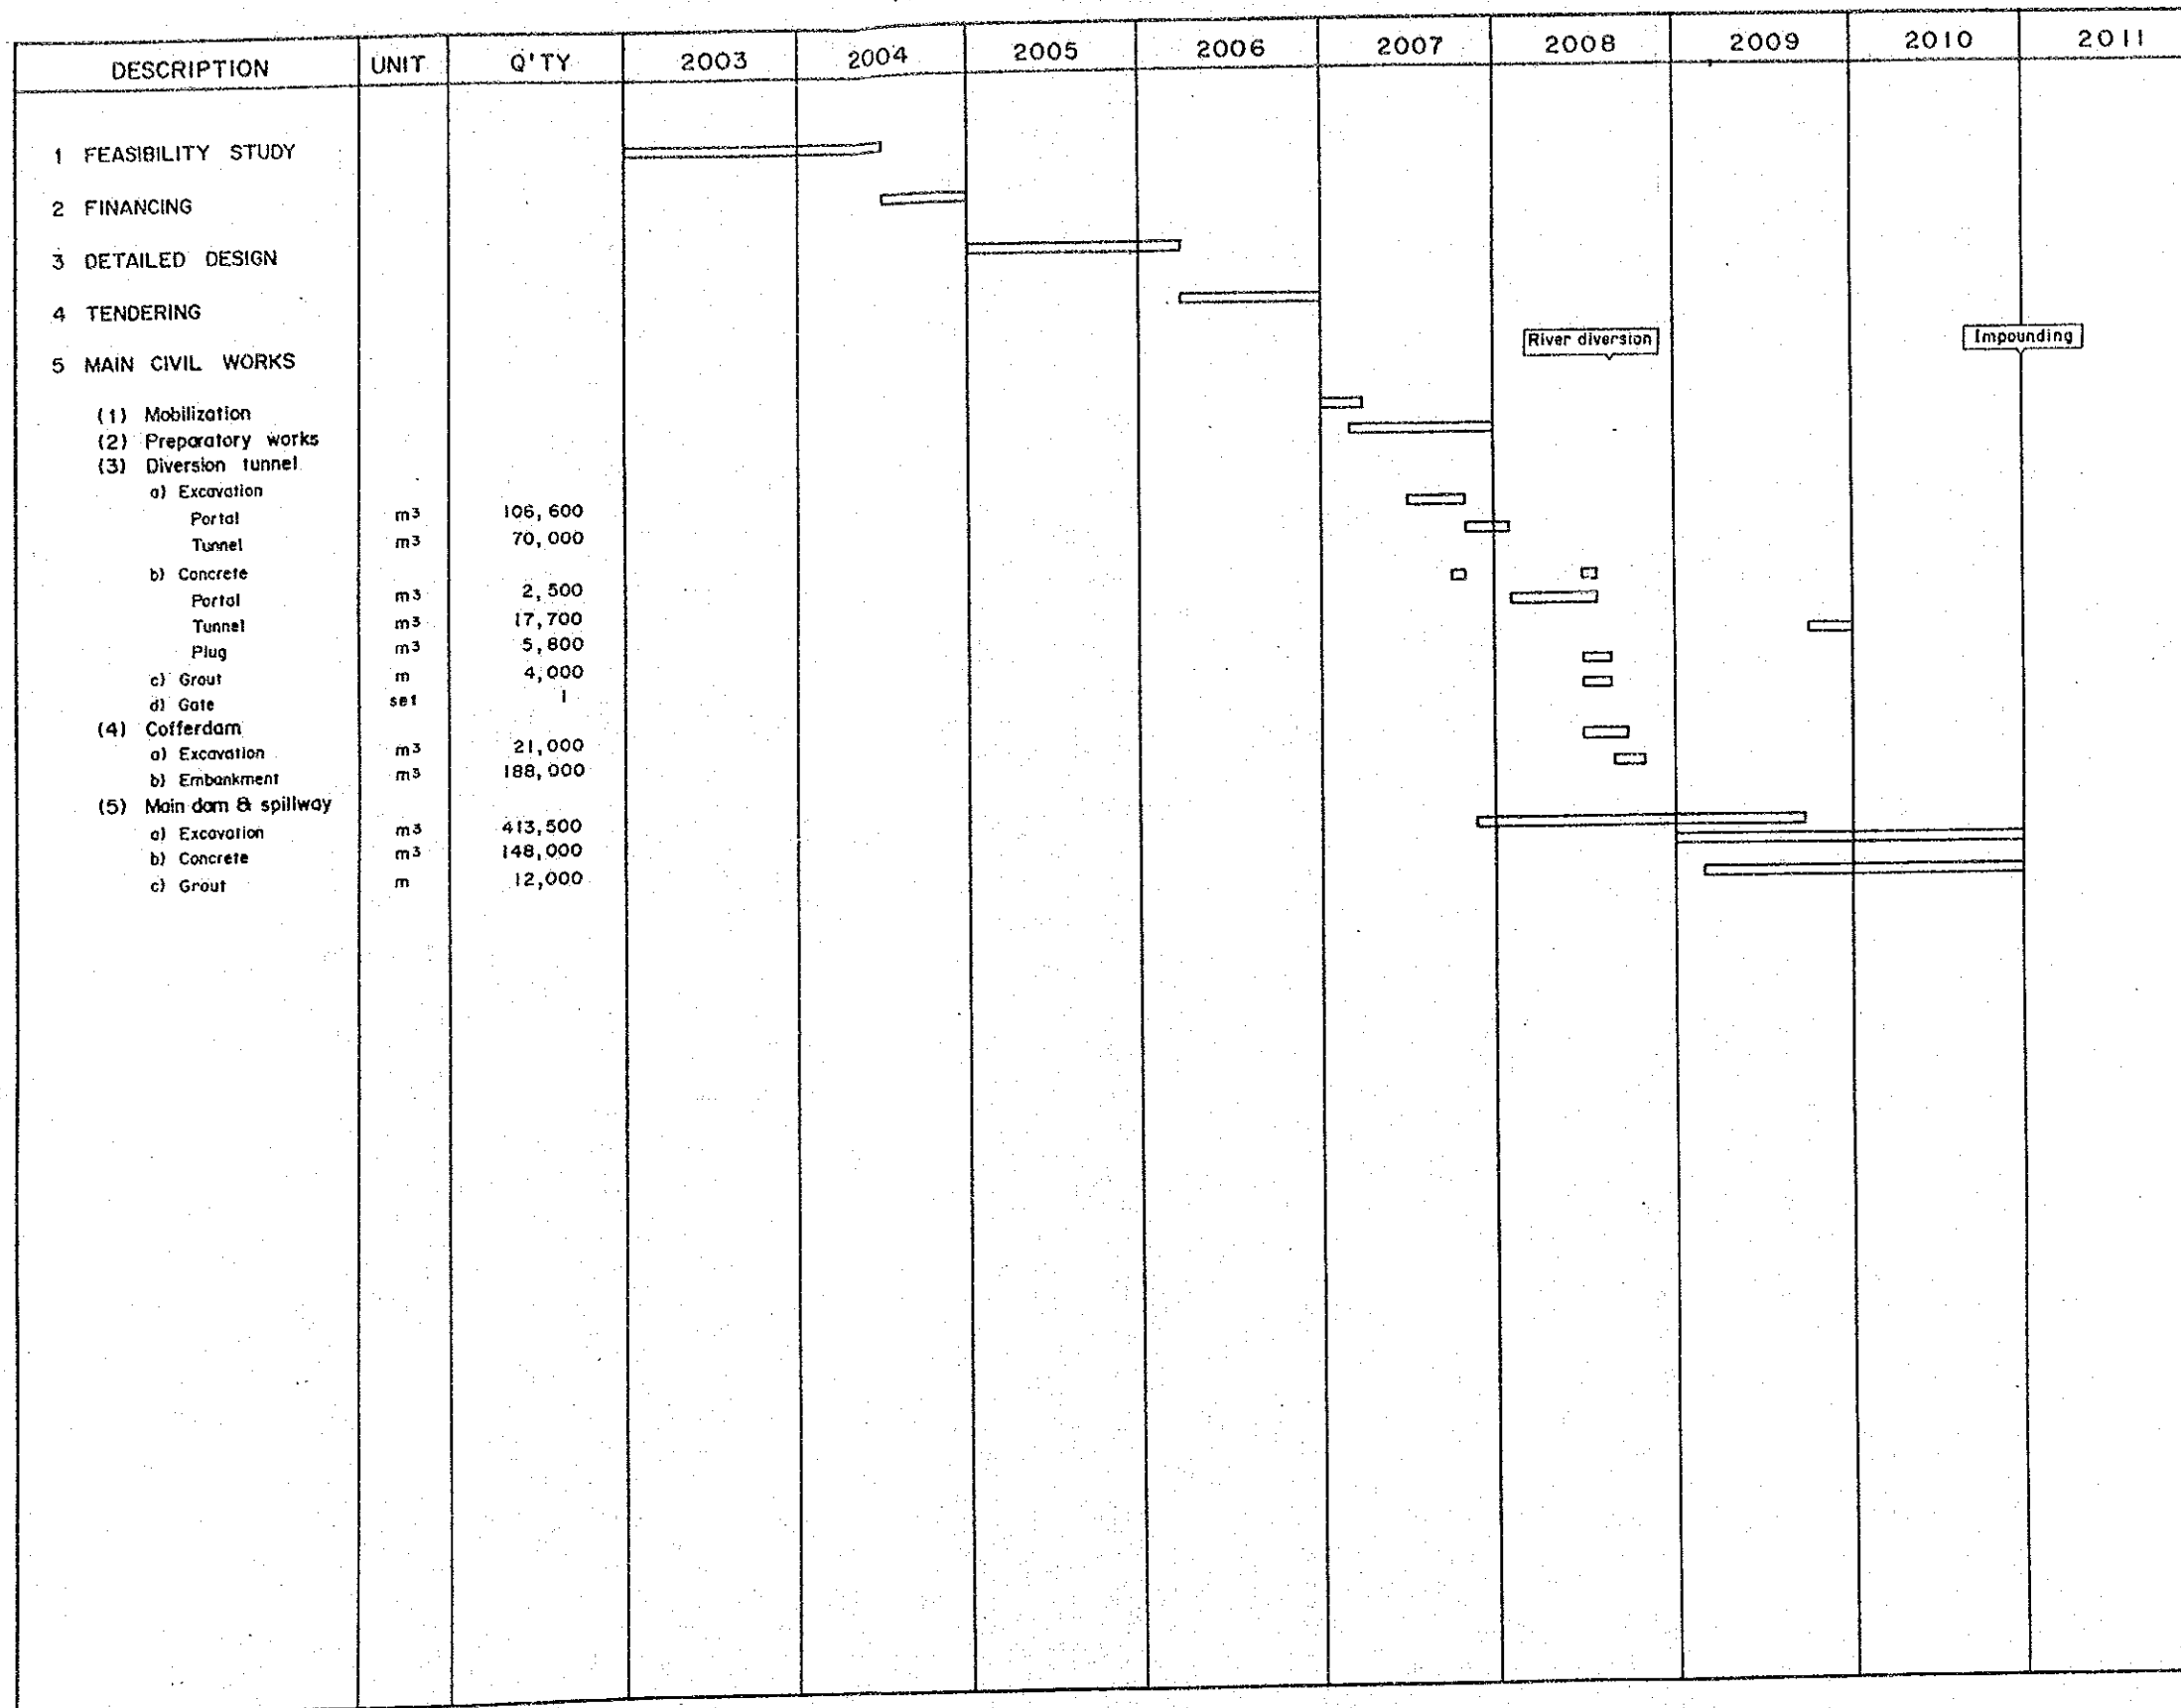 DESCRIPTION UNIT Q'TY 2003 2004 2005 2006 2007 2008 2009 2010 2011
1 FEASIBILITY STUDY
2 FINANCING
3 DETAILED DESIGN
4 TENDERING
River diversion Impounding
5 MAIN CIVIL WORKS
(1) Mobilization
(2) Preparatory works
(3) Diversion tunnel
a) Excavation
Portal m3 106,600
Tunnel m3 70,000
b) Concrete
Portal m3 2,500
Tunnel m3 17,700
Plug m3 5,800
c) Grout m 4,000
d) Gate set 1
(4) Cofferdam
a) Excavation m3 21,000
b) Embankment m3 188,000
(5) Main dam & spillway
a) Excavation m3 413,500
b) Concrete m3 148,000
c) Grout m 12,000